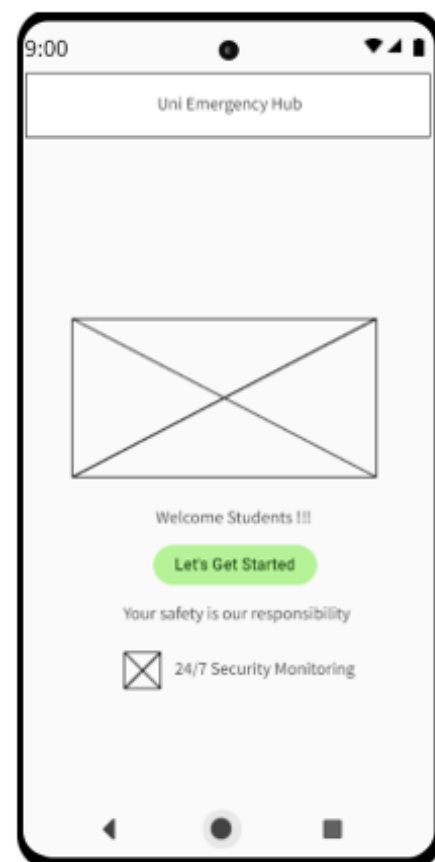 9:00
Uni Emergency Hub
Welcome Students !!!
Let's Get Started
Your safety is our responsibility
24/7 Security Monitoring